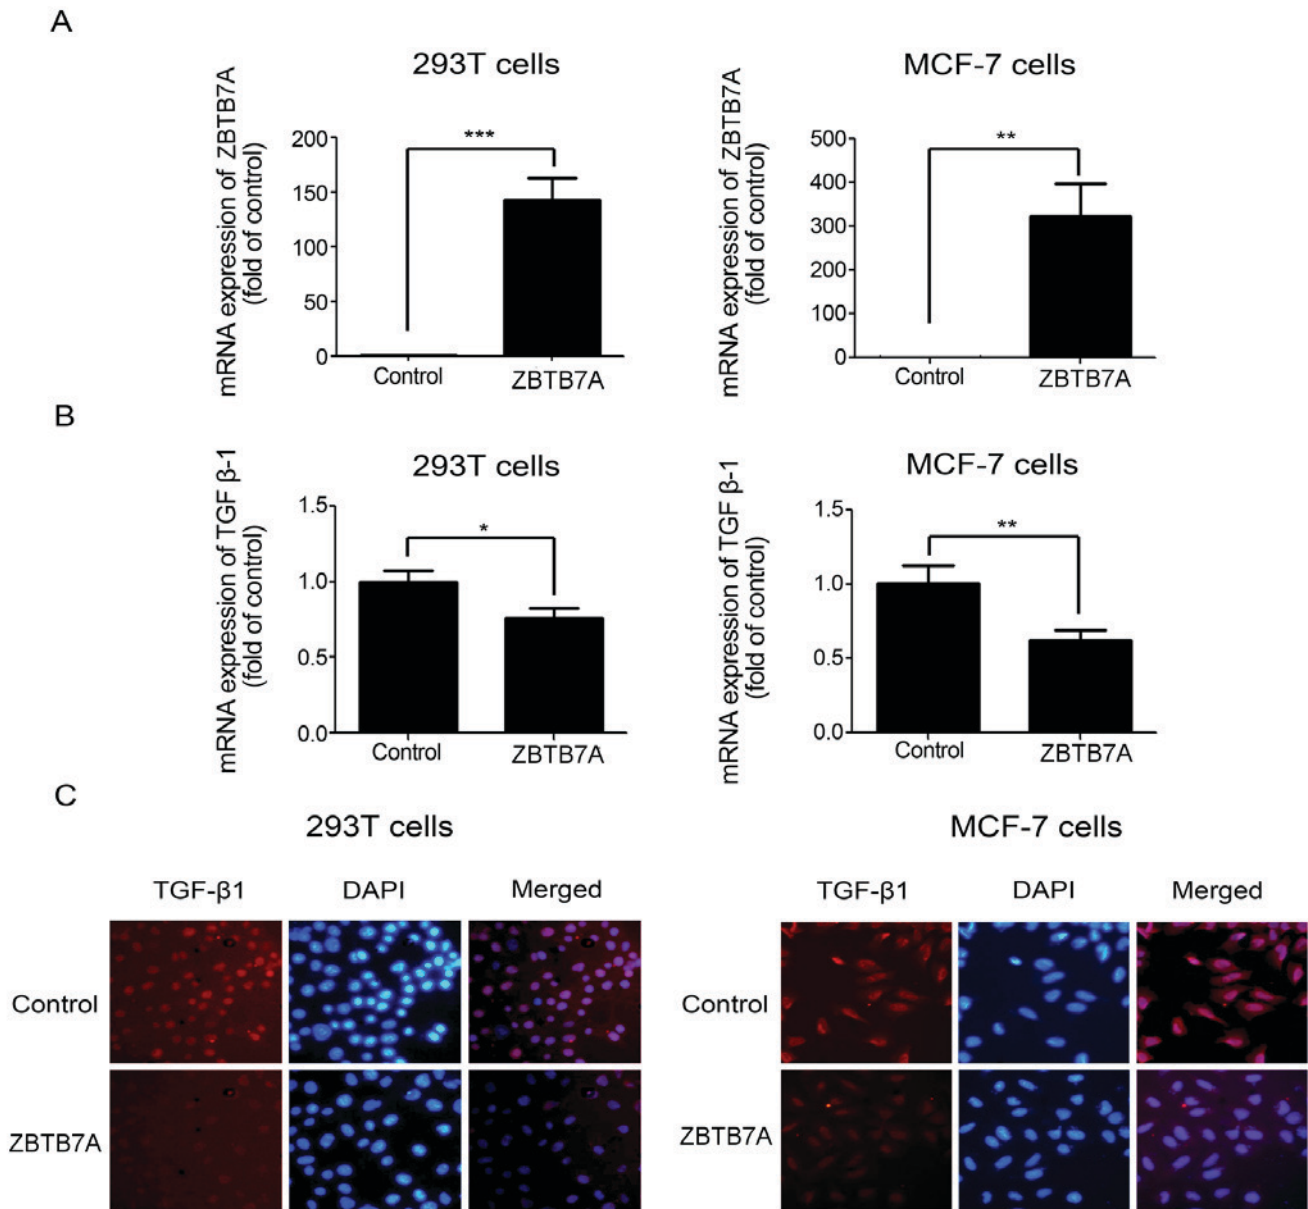 A
293T cells
MCF-7 cells
mRNA expression of ZBTB7A
(fold of control)
200
150
100
50
0
***
Control
ZBTB7A
mRNA expression of ZBTB7A
(fold of control)
500
400
300
200
100
0
**
Control
ZBTB7A
B
293T cells
MCF-7 cells
mRNA expression of TGF β-1
(fold of control)
1.5
1.0
0.5
0.0
*
Control
ZBTB7A
mRNA expression of TGF β-1
(fold of control)
1.5
1.0
0.5
0.0
**
Control
ZBTB7A
C
293T cells
MCF-7 cells
TGF-β1
DAPI
Merged
TGF-β1
DAPI
Merged
Control
Control
ZBTB7A
ZBTB7A